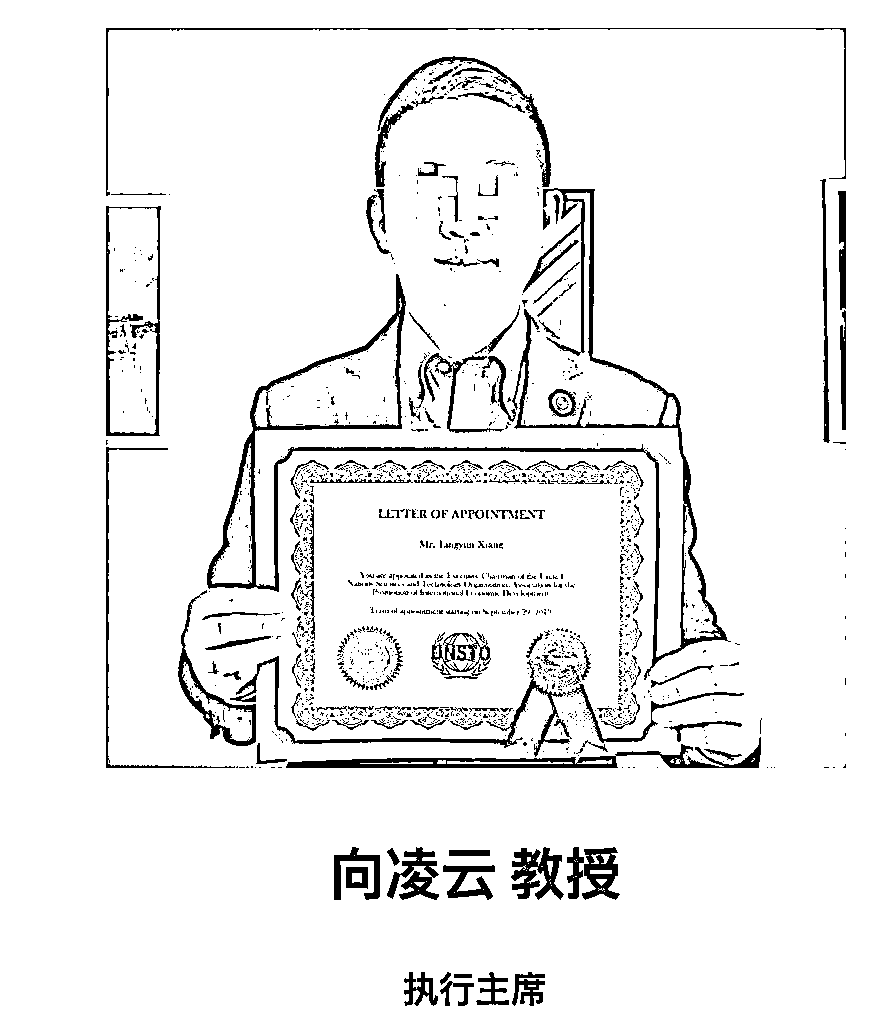 LETTER OF APPOINTMENT
Mr. Lingyun Xiang
You are appointed as the Executive Chairman of the United
Nations Sciences and Technology Organization Association for the
Promotion of International Economic Development
Term of appointment starting on September 29,
UNSTO
向凌云 教授
执行主席